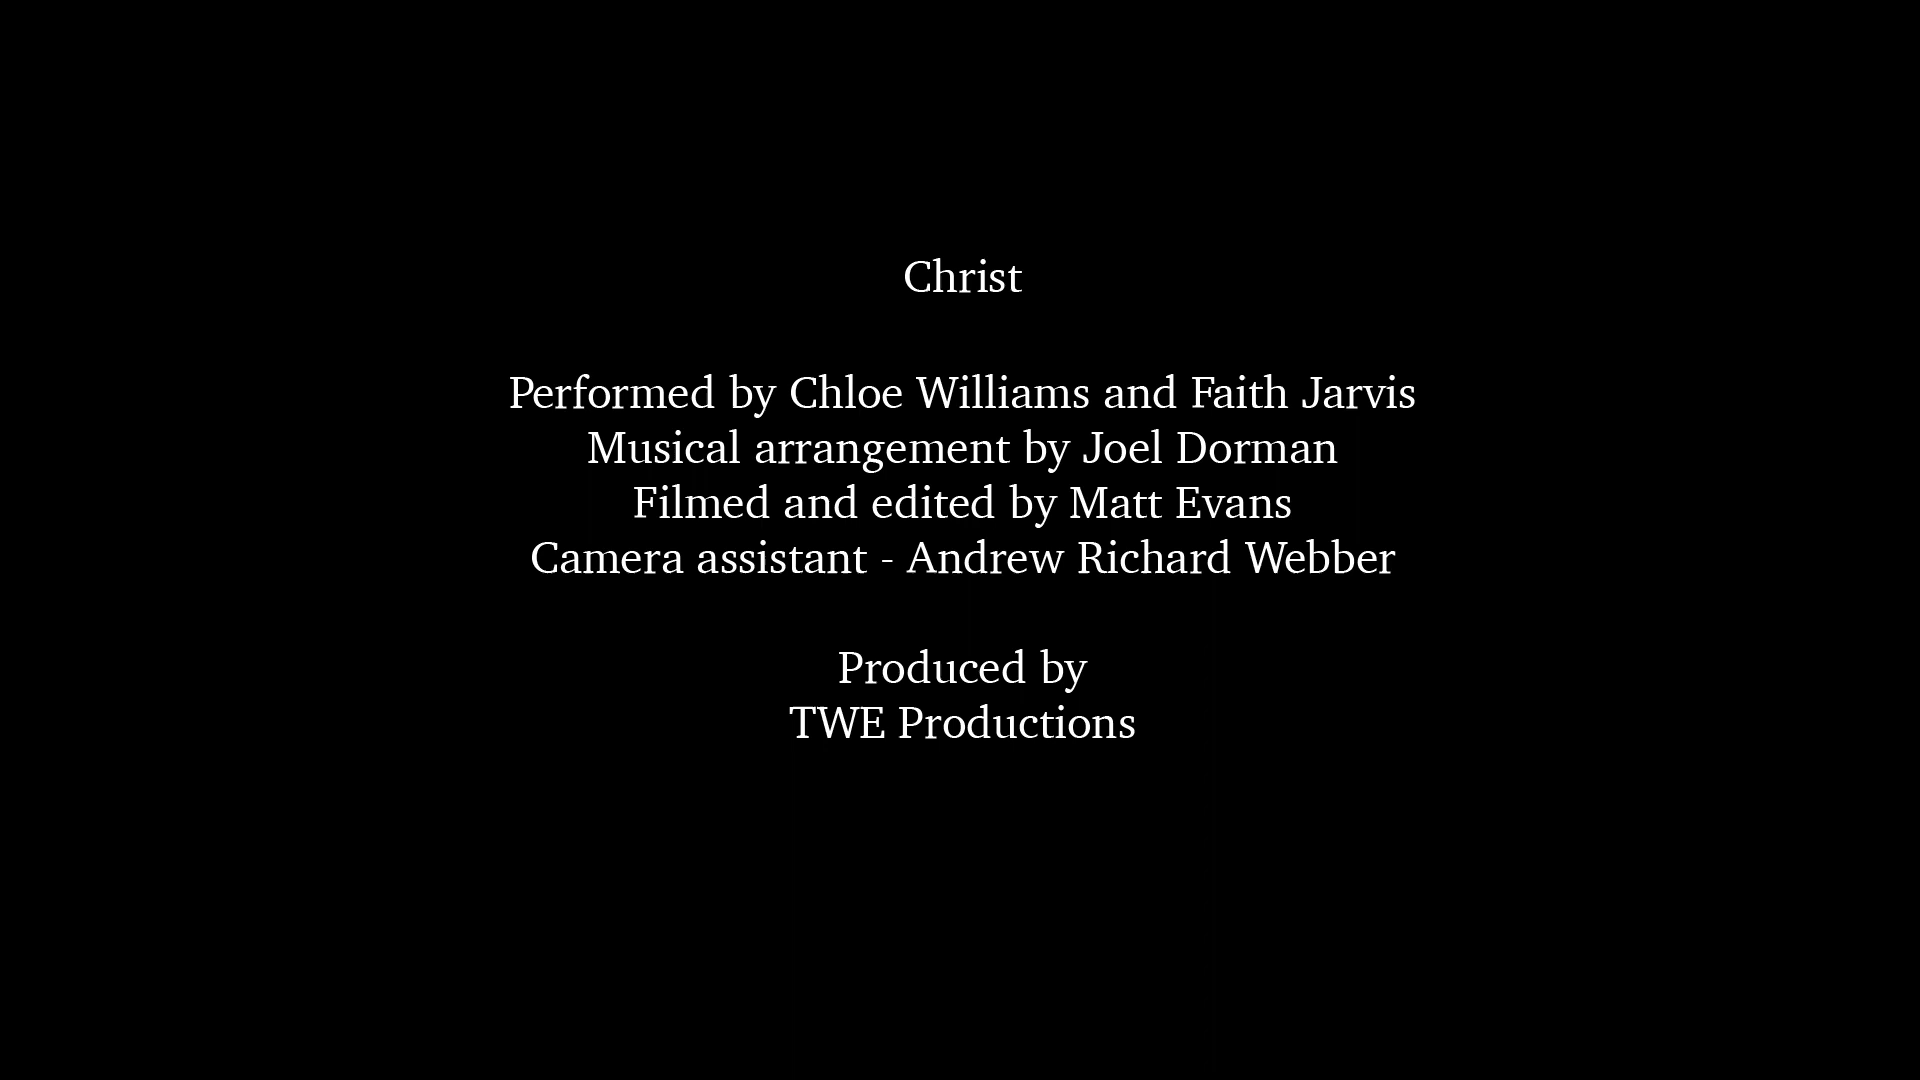 Christ
Performed by Chloe Williams and Faith Jarvis
Musical arrangement by Joel Dorman
Filmed and edited by Matt Evans
Camera assistant - Andrew Richard Webber
Produced by
TWE Productions